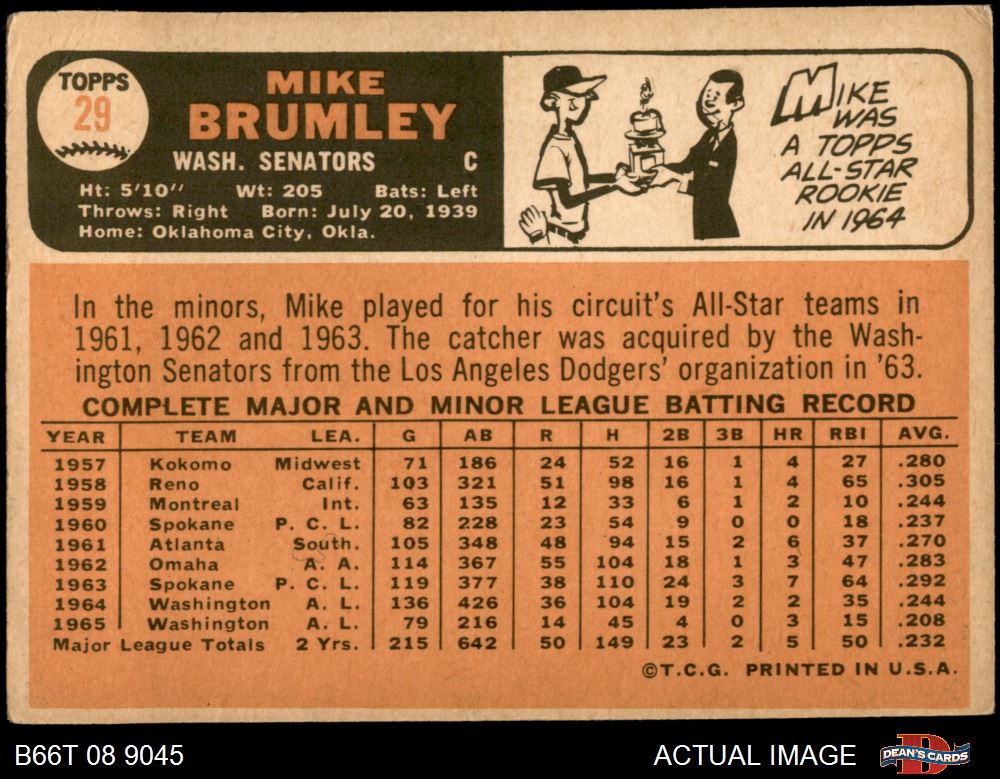 TOPPS
29
MIKE
BRUMLEY
WASH. SENATORS C
Ht: 5'10" Wt: 205 Bats: Left
Throws: Right Born: July 20, 1939
Home: Oklahoma City, Okla.
MIKE
WAS
A TOPPS
ALL-STAR
ROOKIE
IN 1964
In the minors, Mike played for his circuit's All-Star teams in
1961, 1962 and 1963. The catcher was acquired by the Wash-
ington Senators from the Los Angeles Dodgers' organization in '63.
COMPLETE MAJOR AND MINOR LEAGUE BATTING RECORD
YEAR TEAM LEA. G AB R H 2B 3B HR RBI AVG.
1957 Kokomo Midwest 71 186 24 52 16 1 4 27 .280
1958 Reno Calif. 103 321 51 98 16 1 4 65 .305
1959 Montreal Int. 63 135 12 33 6 1 2 10 .244
1960 Spokane P. C. L. 82 228 23 54 9 0 0 18 .237
1961 Atlanta South. 105 348 48 94 15 2 6 37 .270
1962 Omaha A. A. 114 367 55 104 18 1 3 47 .283
1963 Spokane P. C. L. 119 377 38 110 24 3 7 64 .292
1964 Washington A. L. 136 426 36 104 19 2 2 35 .244
1965 Washington A. L. 79 216 14 45 4 0 3 15 .208
Major League Totals 2 Yrs. 215 642 50 149 23 2 5 50 .232
©T.C.G. PRINTED IN U.S.A.
B66T 08 9045 ACTUAL IMAGE DEAN'S CARDS